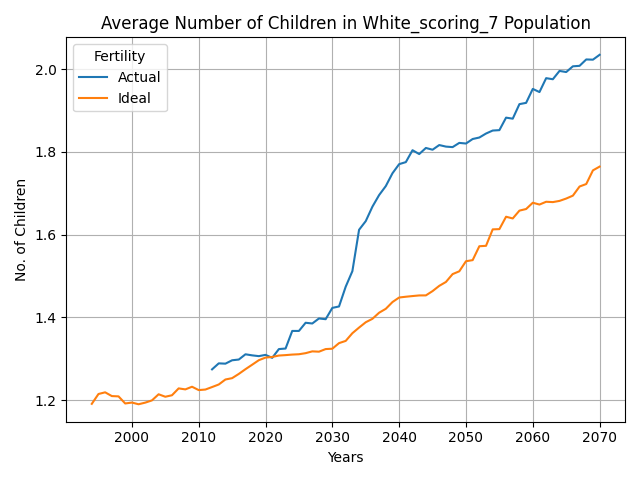 Average Number of Children in White_scoring_7 Population
Fertility
Actual
Ideal
No. of Children
2.0
1.8
1.6
1.4
1.2
2000 2010 2020 2030 2040 2050 2060 2070
Years